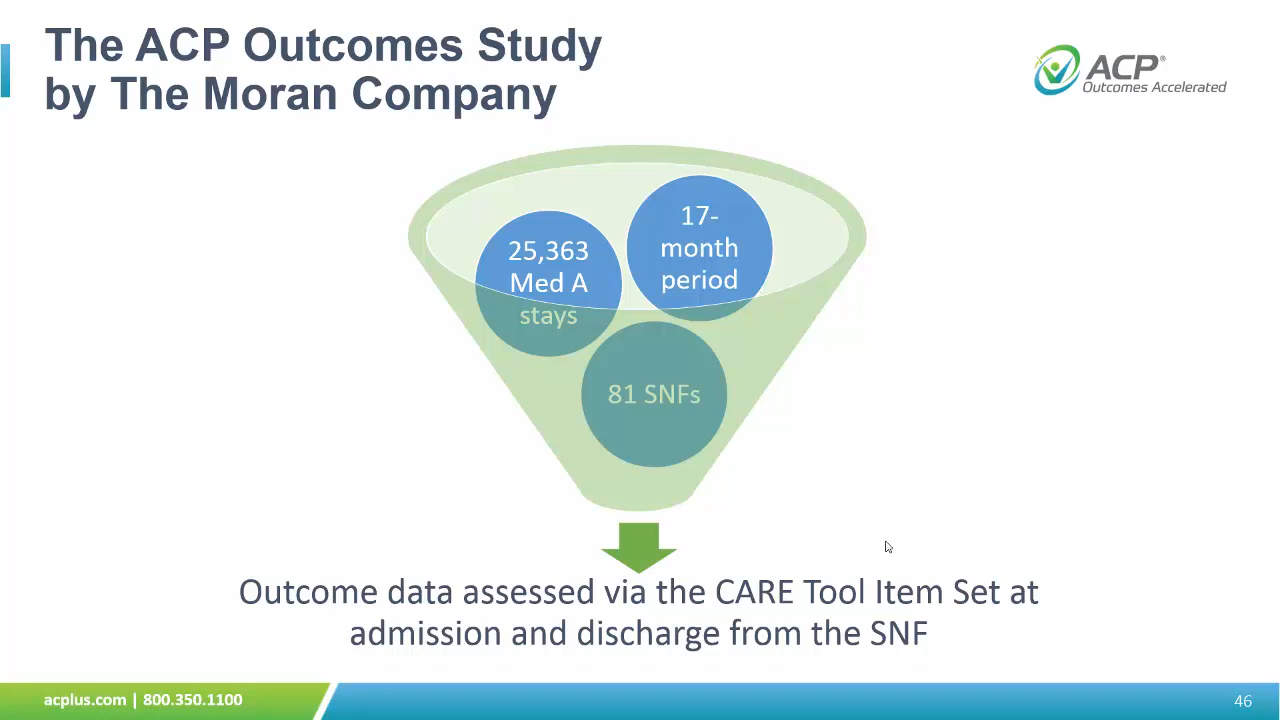 The ACP Outcomes Study
by The Moran Company
ACP®
Outcomes Accelerated
25,363
Med A
stays
17-
month
period
81 SNFs
Outcome data assessed via the CARE Tool Item Set at
admission and discharge from the SNF
acplus.com | 800.350.1100
46